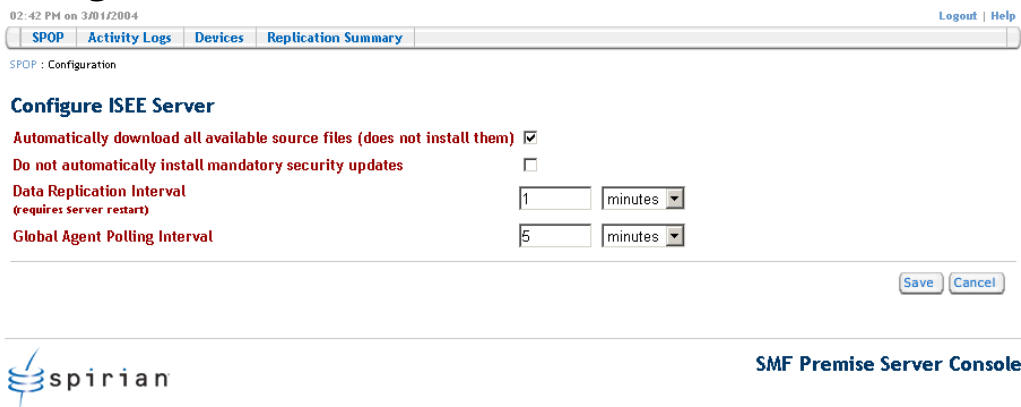 02:42 PM on 3/01/2004
Logout | Help
SPOP Activity Logs Devices Replication Summary
SPOP : Configuration
Configure ISEE Server
Automatically download all available source files (does not install them)
Do not automatically install mandatory security updates
Data Replication Interval
1 minutes
(requires Server restart)
Global Agent Polling Interval
5 minutes
Save Cancel
spirian
SMF Premise Server Console